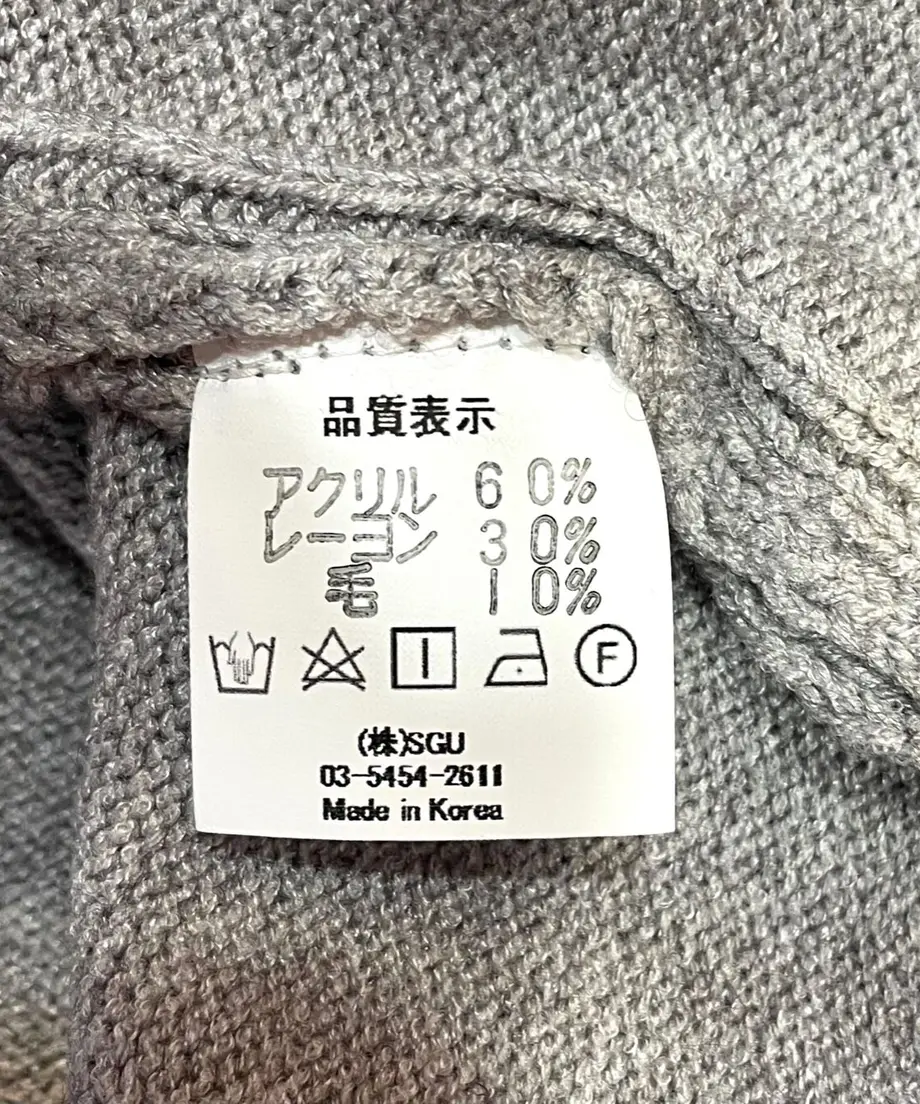 品質表示
アクリル 60%
レーヨン 30%
毛 10%
F
(株)SGU
03-5454-2611
Made in Korea